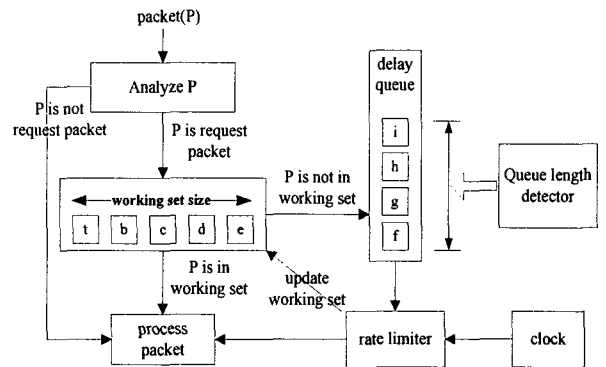 packet(P)
Analyze P
P is not
request packet
P is request
packet
working set size
t b c d e
P is not in
working set
P is in
working set
update
working set
process
packet
delay
queue
i
h
g
f
Queue length
detector
rate limiter
clock